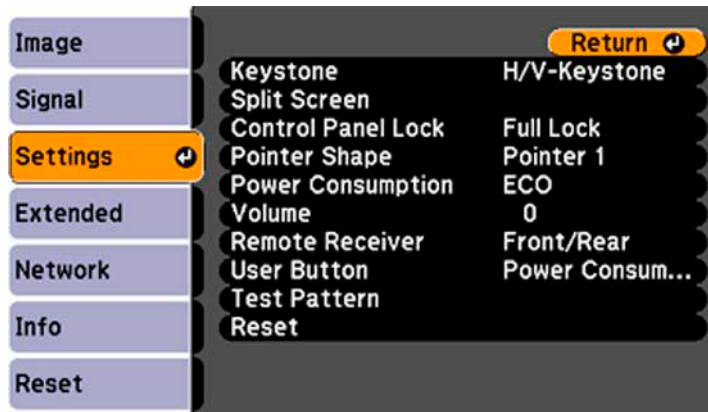 Image
Signal
Settings
Extended
Network
Info
Reset
Return
Keystone H/V-Keystone
Split Screen
Control Panel Lock Full Lock
Pointer Shape Pointer 1
Power Consumption ECO
Volume 0
Remote Receiver Front/Rear
User Button Power Consum...
Test Pattern
Reset